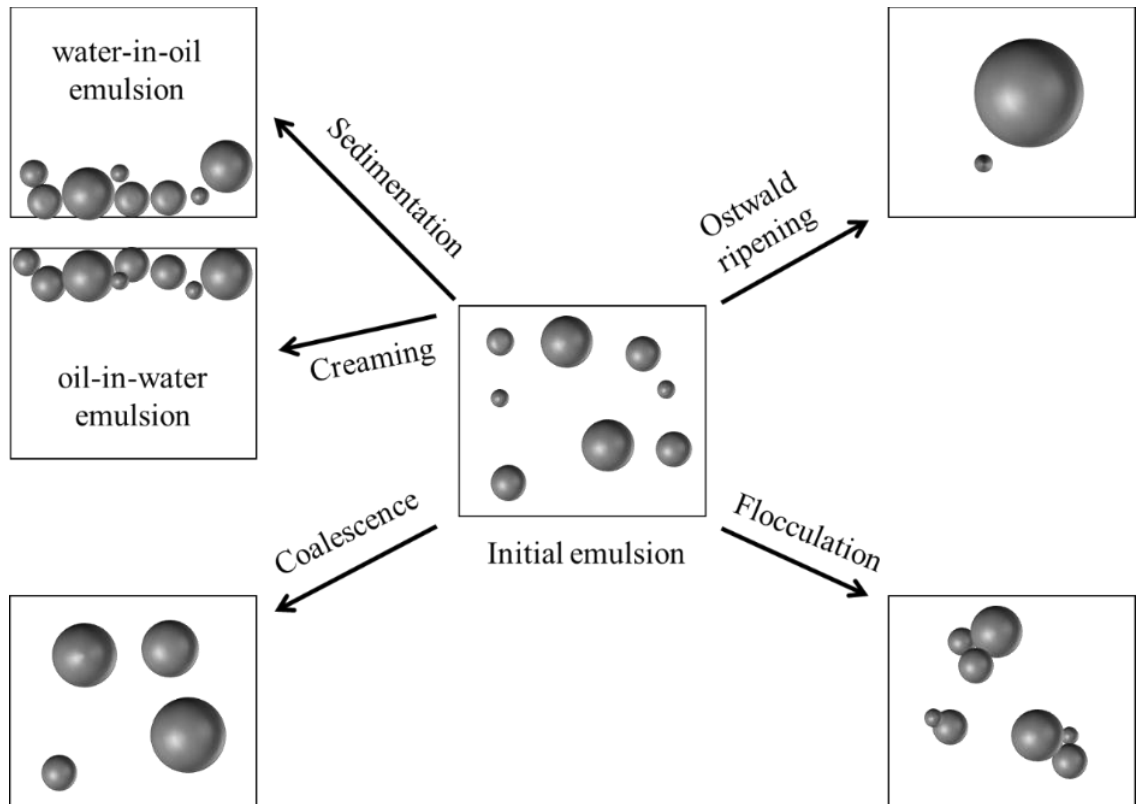 water-in-oil
emulsion
Sedimentation
Ostwald
ripening
Creaming
oil-in-water
emulsion
Coalescence
Initial emulsion
Flocculation